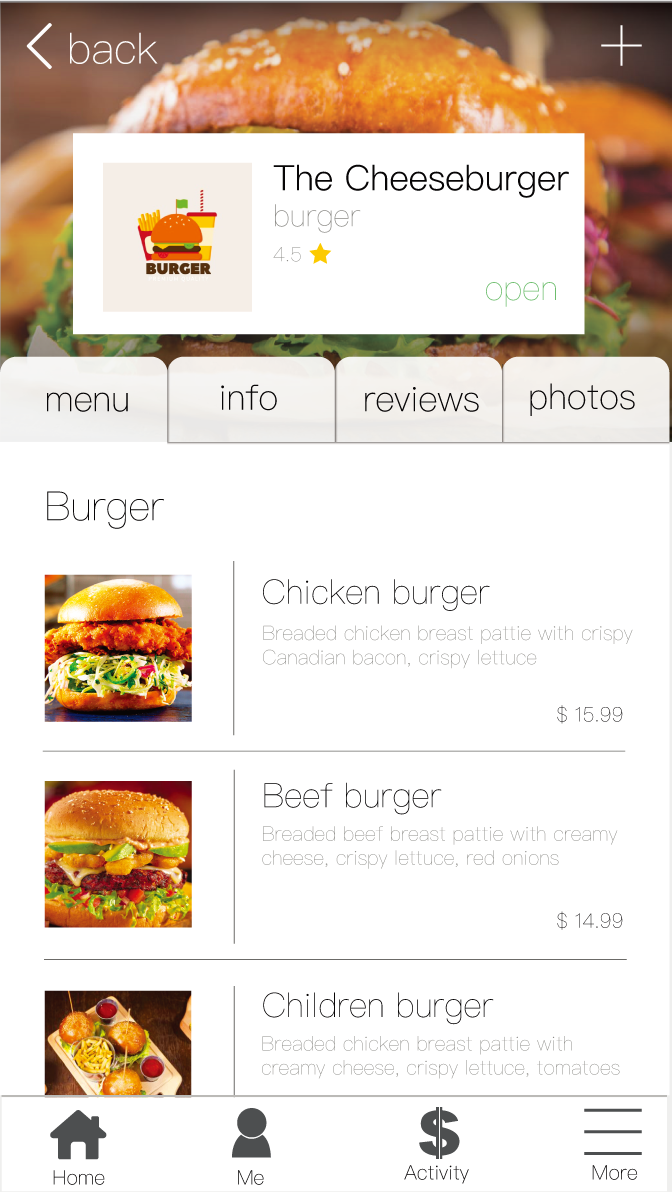 back
The Cheeseburger
burger
4.5
BURGER
open
menu
info
reviews
photos
Burger
Chicken burger
Breaded chicken breast pattie with crispy
Canadian bacon, crispy lettuce
$ 15.99
Beef burger
Breaded beef breast pattie with creamy
cheese, crispy lettuce, red onions
$ 14.99
Children burger
Breaded chicken breast pattie with
creamy cheese, crispy lettuce, tomatoes
Home
Me
Activity
More